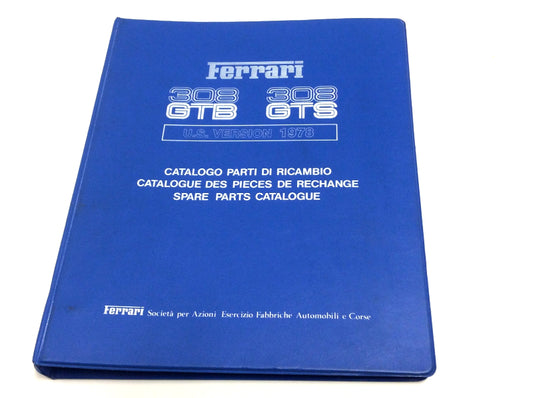 Ferrari
308 308
GTB GTS
U.S. VERSION 1978
CATALOGO PARTI DI RICAMBIO
CATALOGUE DES PIECES DE RECHANGE
SPARE PARTS CATALOGUE
Ferrari Società per Azioni Esercizio Fabbriche Automobili e Corse